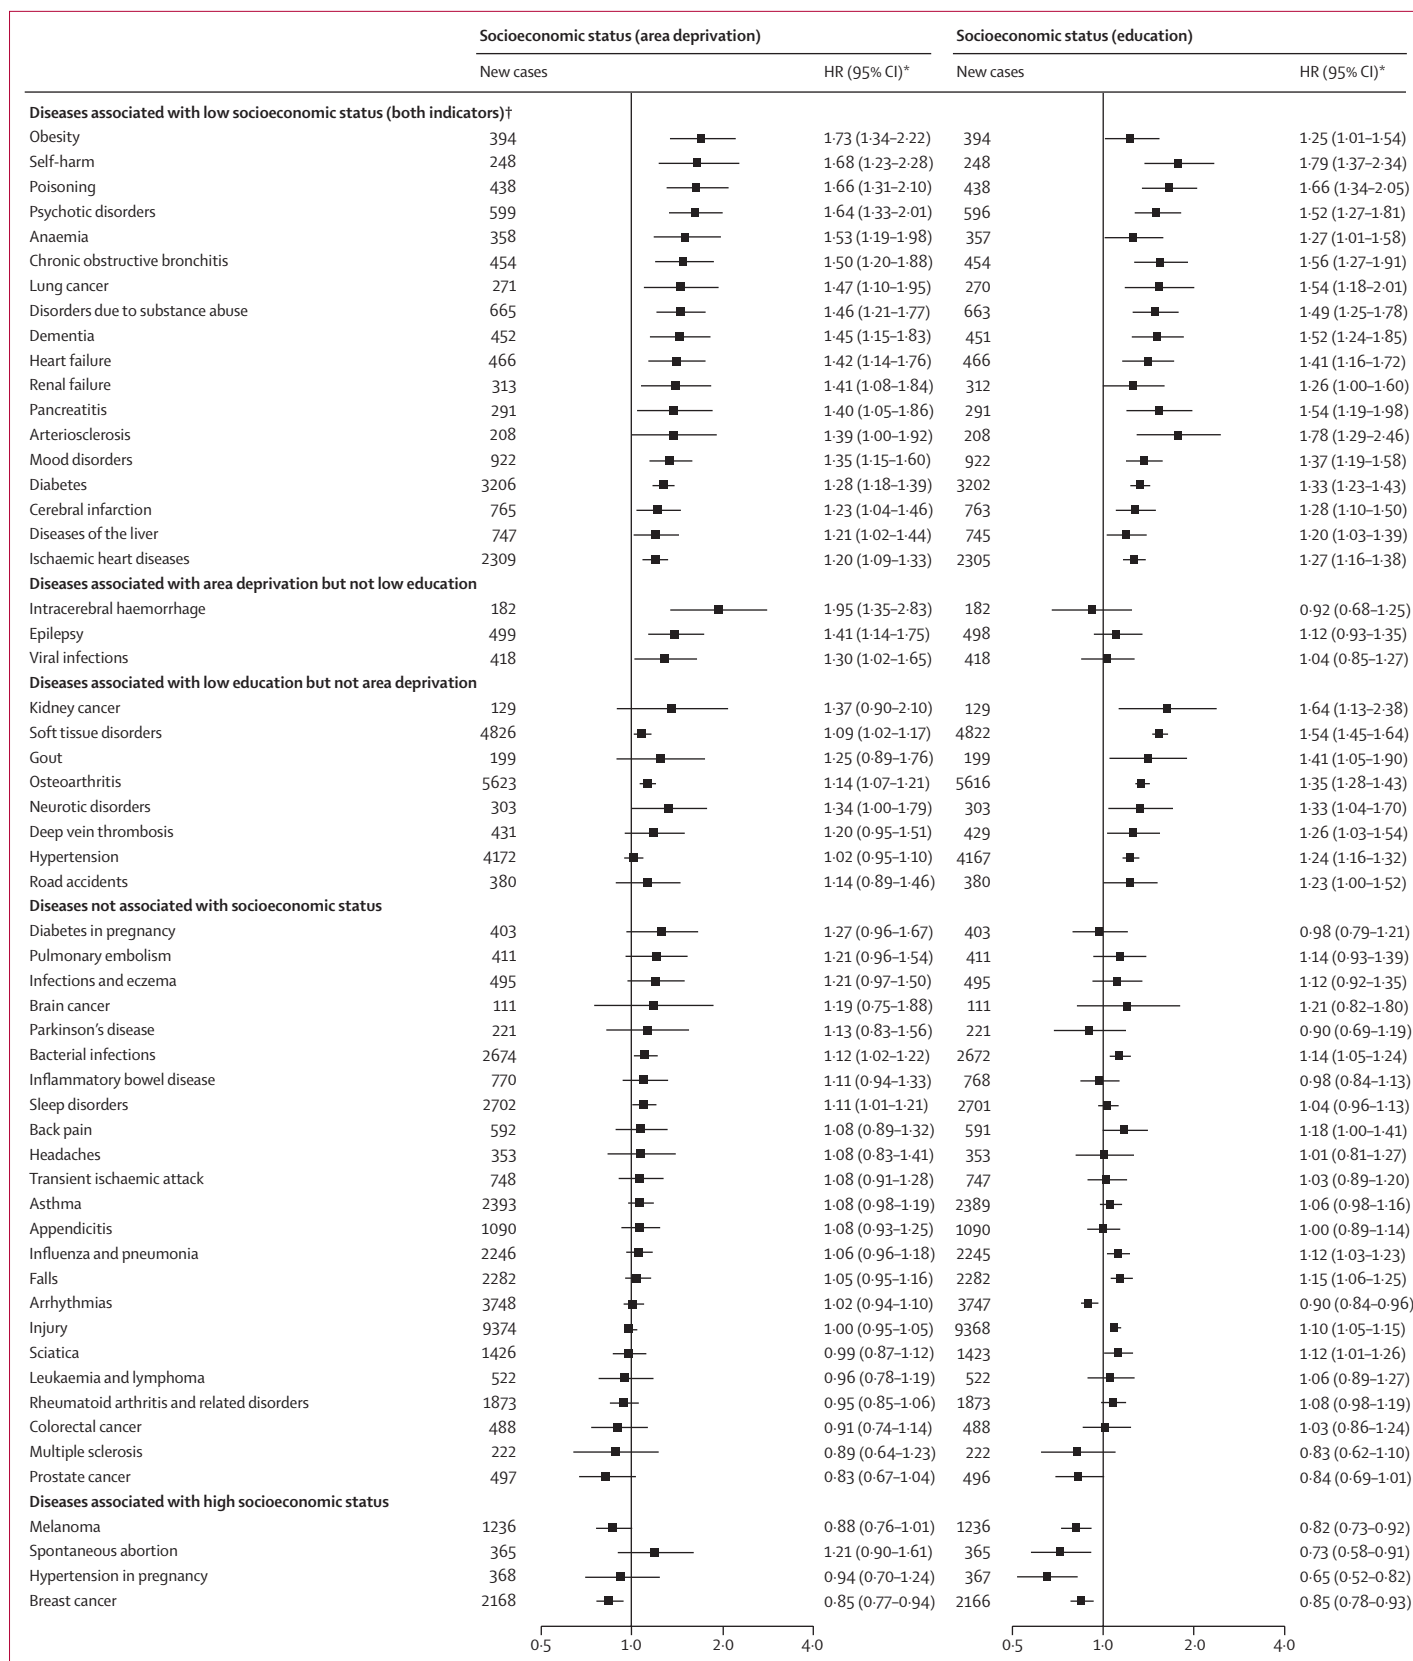 Socioeconomic status (area deprivation) Socioeconomic status (education)
New cases HR (95% CI)* New cases HR (95% CI)*
Diseases associated with low socioeconomic status (both indicators)†
Obesity 394 1·73 (1·34–2·22) 394 1·25 (1·01–1·54)
Self-harm 248 1·68 (1·23–2·28) 248 1·79 (1·37–2·34)
Poisoning 438 1·66 (1·31–2·10) 438 1·66 (1·34–2·05)
Psychotic disorders 599 1·64 (1·33–2·01) 596 1·52 (1·27–1·81)
Anaemia 358 1·53 (1·19–1·98) 357 1·27 (1·01–1·58)
Chronic obstructive bronchitis 454 1·50 (1·20–1·88) 454 1·56 (1·27–1·91)
Lung cancer 271 1·47 (1·10–1·95) 270 1·54 (1·18–2·01)
Disorders due to substance abuse 665 1·46 (1·21–1·77) 663 1·49 (1·25–1·78)
Dementia 452 1·45 (1·15–1·83) 451 1·52 (1·24–1·85)
Heart failure 466 1·42 (1·14–1·76) 466 1·41 (1·16–1·72)
Renal failure 313 1·41 (1·08–1·84) 312 1·26 (1·00–1·60)
Pancreatitis 291 1·40 (1·05–1·86) 291 1·54 (1·19–1·98)
Arteriosclerosis 208 1·39 (1·00–1·92) 208 1·78 (1·29–2·46)
Mood disorders 922 1·35 (1·15–1·60) 922 1·37 (1·19–1·58)
Diabetes 3206 1·28 (1·18–1·39) 3202 1·33 (1·23–1·43)
Cerebral infarction 765 1·23 (1·04–1·46) 763 1·28 (1·10–1·50)
Diseases of the liver 747 1·21 (1·02–1·44) 745 1·20 (1·03–1·39)
Ischaemic heart diseases 2309 1·20 (1·09–1·33) 2305 1·27 (1·16–1·38)
Diseases associated with area deprivation but not low education
Intracerebral haemorrhage 182 1·95 (1·35–2·83) 182 0·92 (0·68–1·25)
Epilepsy 499 1·41 (1·14–1·75) 498 1·12 (0·93–1·35)
Viral infections 418 1·30 (1·02–1·65) 418 1·04 (0·85–1·27)
Diseases associated with low education but not area deprivation
Kidney cancer 129 1·37 (0·90–2·10) 129 1·64 (1·13–2·38)
Soft tissue disorders 4826 1·09 (1·02–1·17) 4822 1·54 (1·45–1·64)
Gout 199 1·25 (0·89–1·76) 199 1·41 (1·05–1·90)
Osteoarthritis 5623 1·14 (1·07–1·21) 5616 1·35 (1·28–1·43)
Neurotic disorders 303 1·34 (1·00–1·79) 303 1·33 (1·04–1·70)
Deep vein thrombosis 431 1·20 (0·95–1·51) 429 1·26 (1·03–1·54)
Hypertension 4172 1·02 (0·95–1·10) 4167 1·24 (1·16–1·32)
Road accidents 380 1·14 (0·89–1·46) 380 1·23 (1·00–1·52)
Diseases not associated with socioeconomic status
Diabetes in pregnancy 403 1·27 (0·96–1·67) 403 0·98 (0·79–1·21)
Pulmonary embolism 411 1·21 (0·96–1·54) 411 1·14 (0·93–1·39)
Infections and eczema 495 1·21 (0·97–1·50) 495 1·12 (0·92–1·35)
Brain cancer 111 1·19 (0·75–1·88) 111 1·21 (0·82–1·80)
Parkinson's disease 221 1·13 (0·83–1·56) 221 0·90 (0·69–1·19)
Bacterial infections 2674 1·12 (1·02–1·22) 2672 1·14 (1·05–1·24)
Inflammatory bowel disease 770 1·11 (0·94–1·33) 768 0·98 (0·84–1·13)
Sleep disorders 2702 1·11 (1·01–1·21) 2701 1·04 (0·96–1·13)
Back pain 592 1·08 (0·89–1·32) 591 1·18 (1·00–1·41)
Headaches 353 1·08 (0·83–1·41) 353 1·01 (0·81–1·27)
Transient ischaemic attack 748 1·08 (0·91–1·28) 747 1·03 (0·89–1·20)
Asthma 2393 1·08 (0·98–1·19) 2389 1·06 (0·98–1·16)
Appendicitis 1090 1·08 (0·93–1·25) 1090 1·00 (0·89–1·14)
Influenza and pneumonia 2246 1·06 (0·96–1·18) 2245 1·12 (1·03–1·23)
Falls 2282 1·05 (0·95–1·16) 2282 1·15 (1·06–1·25)
Arrhythmias 3748 1·02 (0·94–1·10) 3747 0·90 (0·84–0·96)
Injury 9374 1·00 (0·95–1·05) 9368 1·10 (1·05–1·15)
Sciatica 1426 0·99 (0·87–1·12) 1423 1·12 (1·01–1·26)
Leukaemia and lymphoma 522 0·96 (0·78–1·19) 522 1·06 (0·89–1·27)
Rheumatoid arthritis and related disorders 1873 0·95 (0·85–1·06) 1873 1·08 (0·98–1·19)
Colorectal cancer 488 0·91 (0·74–1·14) 488 1·03 (0·86–1·24)
Multiple sclerosis 222 0·89 (0·64–1·23) 222 0·83 (0·62–1·10)
Prostate cancer 497 0·83 (0·67–1·04) 496 0·84 (0·69–1·01)
Diseases associated with high socioeconomic status
Melanoma 1236 0·88 (0·76–1·01) 1236 0·82 (0·73–0·92)
Spontaneous abortion 365 1·21 (0·90–1·61) 365 0·73 (0·58–0·91)
Hypertension in pregnancy 368 0·94 (0·70–1·24) 367 0·65 (0·52–0·82)
Breast cancer 2168 0·85 (0·77–0·94) 2166 0·85 (0·78–0·93)
0·5 1·0 2·0 4·0 0·5 1·0 2·0 4·0